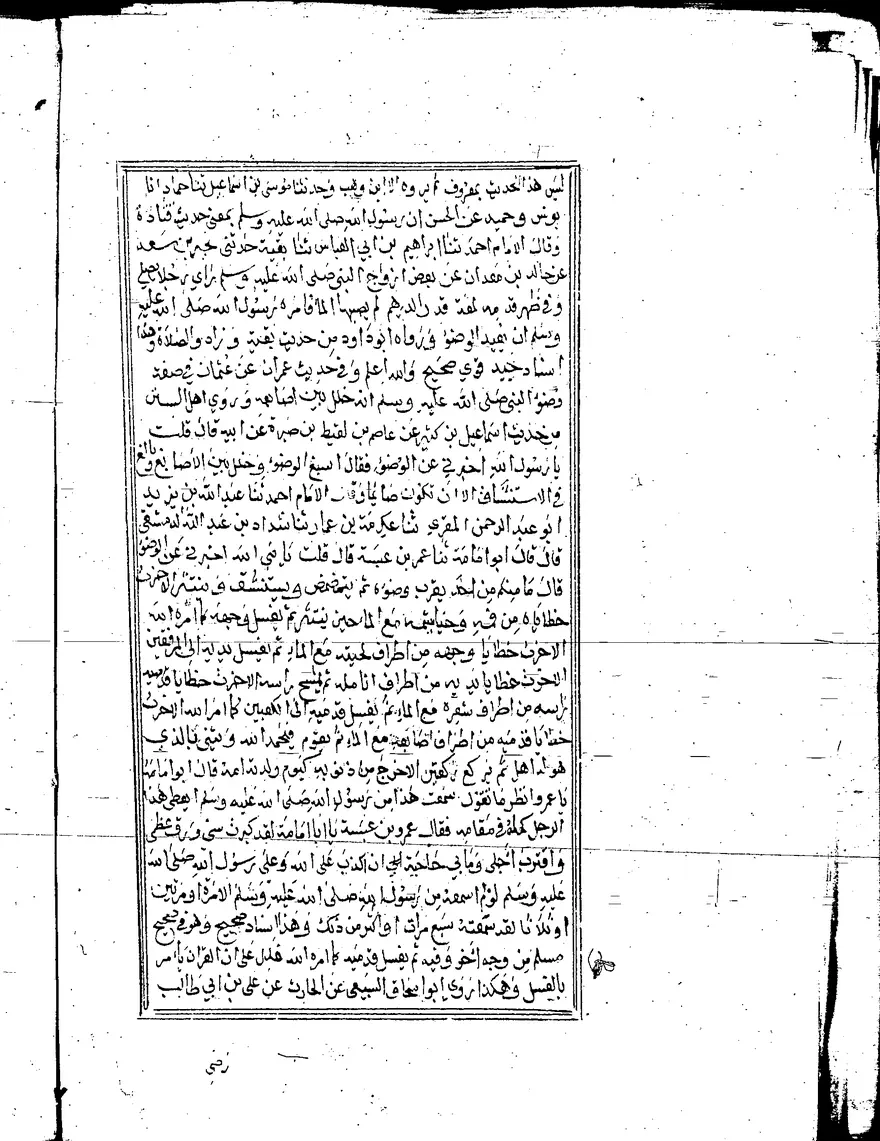 ليس هذا الحديث بمعروف ثم يروه الا ابن وهب وحدثنا موسى بن اسماعيل ثنا حماد انا
يونس وحميد عن الحسن ان رسول الله صلى الله عليه وسلم بمعنى حديث قتادة
وقال الامام احمد ثنا ابراهيم بن ابي العباس ثنا بقية حدثني بحير بن سعد
عن خالد بن معدان عن بعض ازواج النبي صلى الله عليه وسلم راي رجلا يصلي
وفي ظهر قدمه لمعة قدر الدرهم لم يصبها الماء فامره رسول الله صلى الله عليه
وسلم ان يعيد الوضوء ورواه ابو داود من حديث بقية وزاد والصلاة وهذا
اسناد جيد قوي صحيح والله اعلم وفي حديث حمران عن عثمان في صفة
وضوء النبي صلى الله عليه وسلم انه خلل بين اصابعه وروي اهل السنن
من حديث اسماعيل بن كثير عن عاصم بن لقيط بن صبرة عن ابيه قال قلت
يا رسول الله اخبرني عن الوضوء فقال اسبغ الوضوء وخلل بين الأصابع وبالغ
في الاستنشاق الا ان تكون صائما وقال الامام احمد ثنا عبد الله بن يزيد
ابو عبد الرحمن المقري ثنا عكرمة بن عمار ثنا شداد بن عبد الله الدمشقي
قال قال ابو امامة ثنا عمر بن عبسة قال قلت يا نبي الله اخبرني عن الوضوء
قال ما منكم من احد يقرب وضوءه ثم يتمضمض ويستنشق وينتثر الا خرت
خطاياه من فيه وخياشيمه مع الماء حين ينتثر ثم يغسل وجهه كما امره الله
الا خرت خطايا وجهه من اطراف لحيته مع الماء ثم يغسل يديه الى المرفقين
الا خرت خطايا يديه من اطراف انامله ثم يمسح براسه الا خرت خطايا
راسه من اطراف شعره مع الماء ثم يغسل قدميه الى الكعبين كما امر الله الا خرت
خطايا قدميه من اطراف اصابعه مع الماء ثم يقوم فيحمد الله ويثني بالذي
هو له اهل ثم يركع ركعتين الا خرج من ذنوبه كيوم ولدته امه قال ابو امامة
يا عمرو انظر ما تقول سمعت هذا من رسول الله صلى الله عليه وسلم ايعطى هذا
الرجل كله في مقامه فقال عمرو بن عبسة يا ابا امامة لقد كبرت سني ورق عظمي
واقترب اجلي وما بي حاجة ان اكذب على الله وعلى رسول الله صلى الله
عليه وسلم لو لم اسمعه من رسول الله صلى الله عليه وسلم الا مرة او مرتين
او ثلاثا لقد سمعته سبع مرات او اكثر من ذلك وهذا اسناد صحيح وهو في صحيح
مسلم من وجه اخر وفيه ثم يغسل قدميه كما امره الله فدل على ان القران يامر
بالغسل وهكذا روي ابو اسحاق السبيعي عن الحارث عن علي بن ابي طالب
رضي